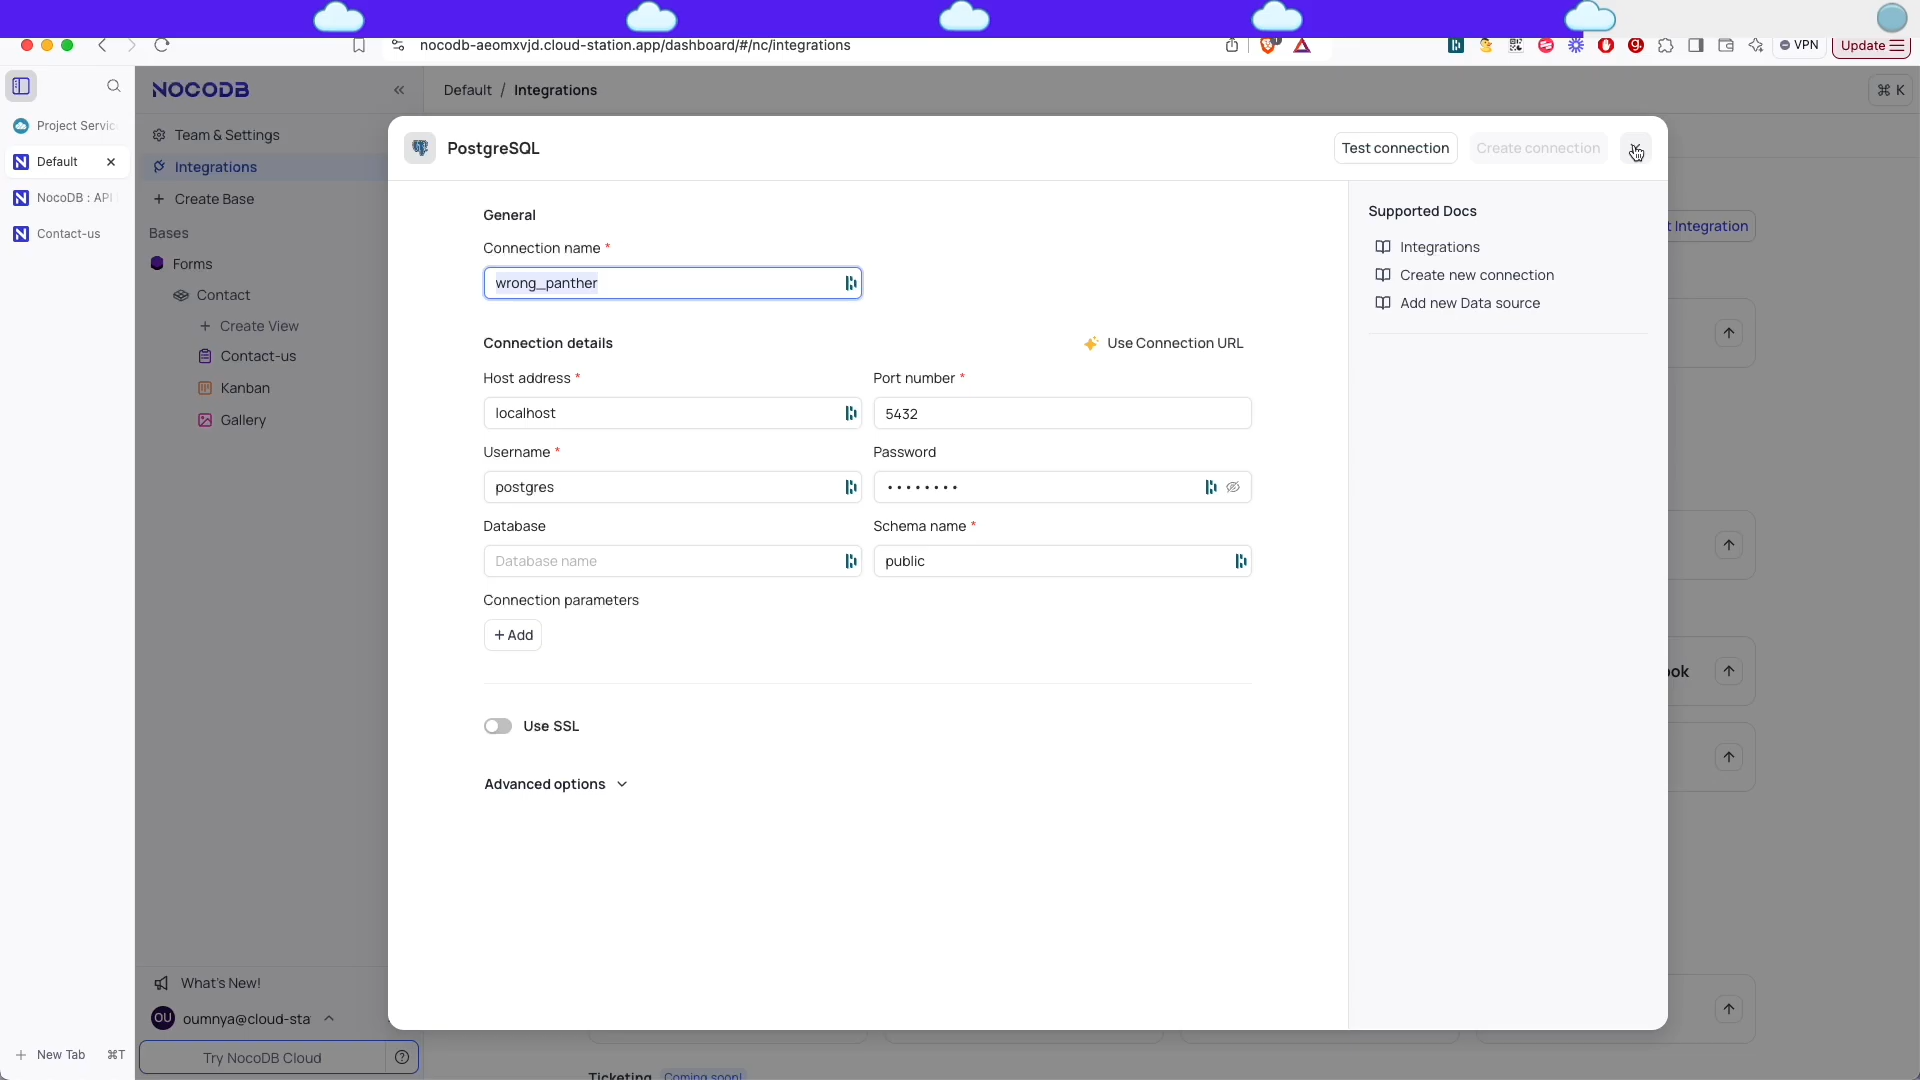 nocodb-aeomxvjd.cloud-station.app/dashboard/#/nc/integrations
VPN
Update
Project Servic
Default
NocoDB : API
Contact-us
New Tab
⌘T
NOCODB
Team & Settings
Integrations
Create Base
Bases
Forms
Contact
Create View
Contact-us
Kanban
Gallery
What's New!
OU
oumnya@cloud-sta
Try NocoDB Cloud
Default / Integrations
⌘ K
PostgreSQL
Test connection
Create connection
General
Connection name *
wrong_panther
Connection details
Use Connection URL
Host address *
Port number *
localhost
5432
Username *
Password
postgres
••••••••
Database
Schema name *
Database name
public
Connection parameters
+ Add
Use SSL
Advanced options
Supported Docs
Integrations
Create new connection
Add new Data source
t Integration
ook
Ticketing
Coming soon!